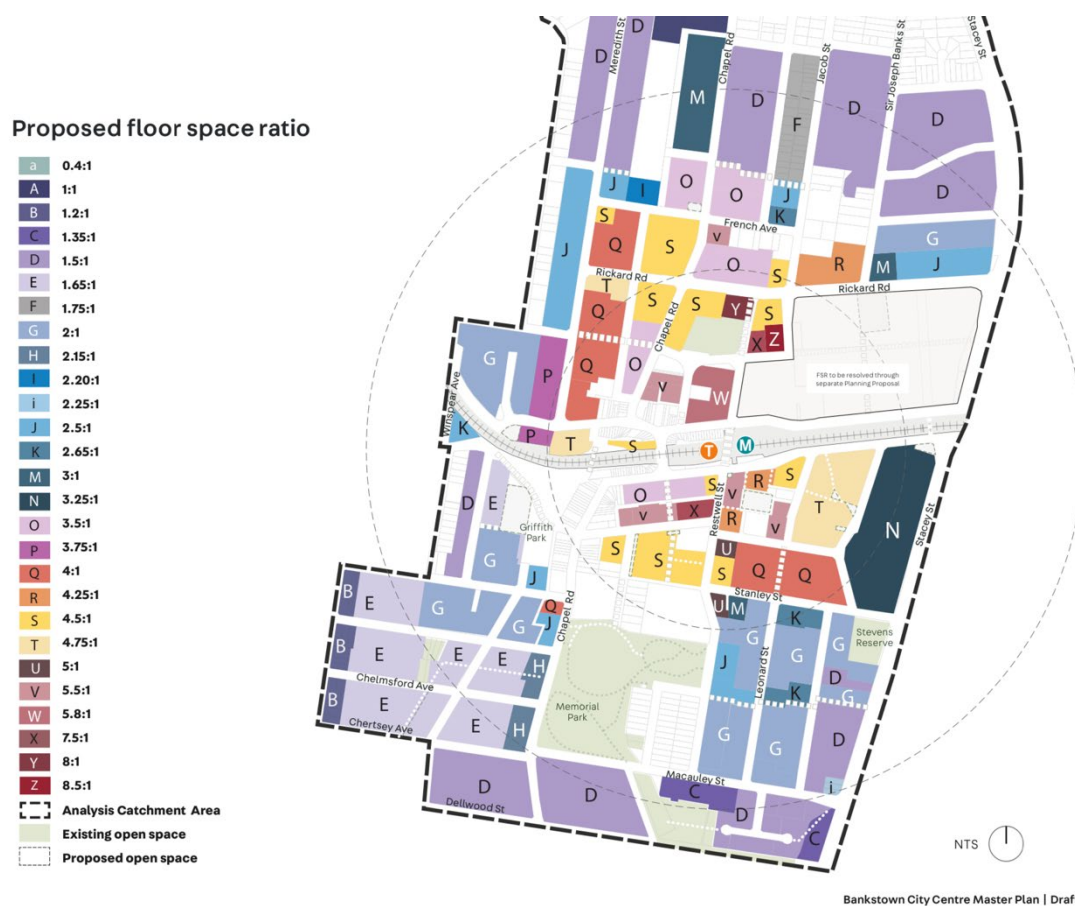 Proposed floor space ratio
a 0.4:1
A 1:1
B 1.2:1
C 1.35:1
D 1.5:1
E 1.65:1
F 1.75:1
G 2:1
H 2.15:1
I 2.20:1
i 2.25:1
J 2.5:1
K 2.65:1
M 3:1
N 3.25:1
O 3.5:1
P 3.75:1
Q 4:1
R 4.25:1
S 4.5:1
T 4.75:1
U 5:1
V 5.5:1
W 5.8:1
X 7.5:1
Y 8:1
Z 8.5:1
Analysis Catchment Area
Existing open space
Proposed open space
Meredith St
Chapel Rd
Jacob St
Sir Joseph Banks St
Stacey St
D
D
M
D
F
D
D
D
J
I
O
O
J
K
French Ave
S
Q
S
V
O
S
R
G
M
J
J
Rickard Rd
Rickard Rd
T
Q
S
S
Y
S
X
Z
Chapel Rd
O
Q
V
W
FSR to be resolved through
separate Planning Proposal
G
P
Winspear Ave
K
P
T
S
T
M
D
E
Griffith
Park
G
J
O
S
V
X
Restwell St
V
R
S
R
V
T
N
Stacey St
S
S
U
S
Q
Q
Stanley St
B
E
G
G
Q
J
Chapel Rd
U
M
G
K
G
G
Stevens
Reserve
B
E
E
E
H
J
Leonard St
K
D
G
Chelmsford Ave
B
E
E
H
Chertsey Ave
Memorial
Park
G
G
D
i
Macauley St
C
D
C
D
D
Dellwood St
NTS
Bankstown City Centre Master Plan | Draf